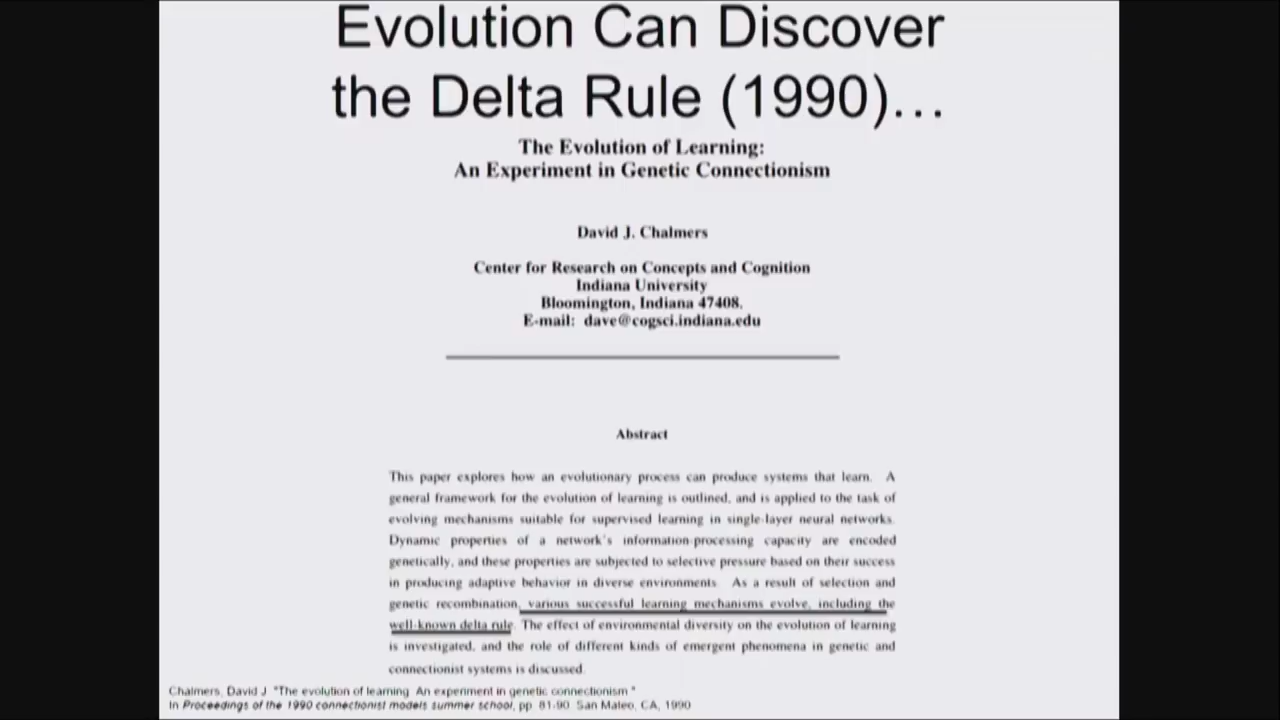 Evolution Can Discover
the Delta Rule (1990)...
The Evolution of Learning:
An Experiment in Genetic Connectionism
David J. Chalmers
Center for Research on Concepts and Cognition
Indiana University
Bloomington, Indiana 47408.
E-mail: dave@cogsci.indiana.edu
Abstract
This paper explores how an evolutionary process can produce systems that learn. A
general framework for the evolution of learning is outlined, and is applied to the task of
evolving mechanisms suitable for supervised learning in single-layer neural networks.
Dynamic properties of a network's information-processing capacity are encoded
genetically, and these properties are subjected to selective pressure based on their success
in producing adaptive behavior in diverse environments. As a result of selection and
genetic recombination, various successful learning mechanisms evolve, including the
well-known delta rule. The effect of environmental diversity on the evolution of learning
is investigated, and the role of different kinds of emergent phenomena in genetic and
connectionist systems is discussed.
Chalmers, David J. "The evolution of learning: An experiment in genetic connectionism."
In Proceedings of the 1990 connectionist models summer school, pp. 81-90. San Mateo, CA, 1990